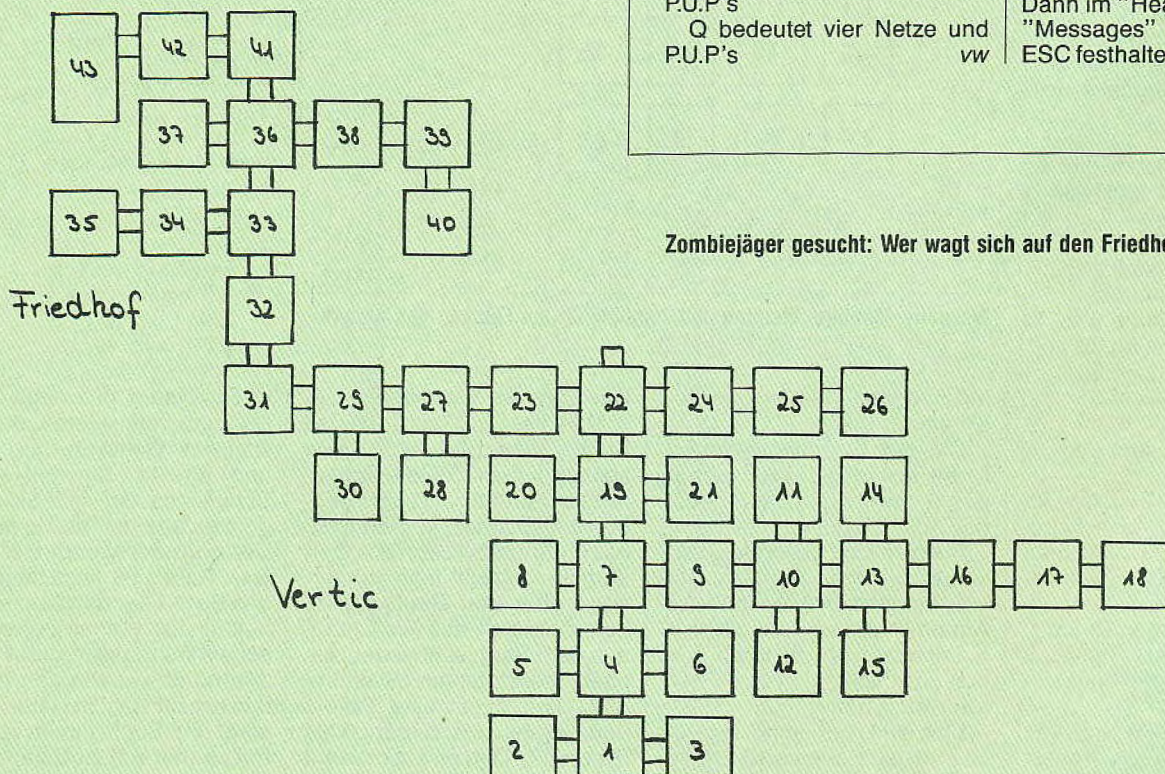 P.U.P's
Q bedeutet vier Netze und
P.U.P's vw
Dann im "Hea
"Messages"
ESC festhalte
43 42 41
37 36 38 39
35 34 33 40
Zombiejäger gesucht: Wer wagt sich auf den Friedho
Friedhof
32
31 29 27 23 22 24 25 26
30 28 20 19 21 11 14
Vertic
8 7 9 10 13 16 17 18
5 4 6 12 15
2 1 3